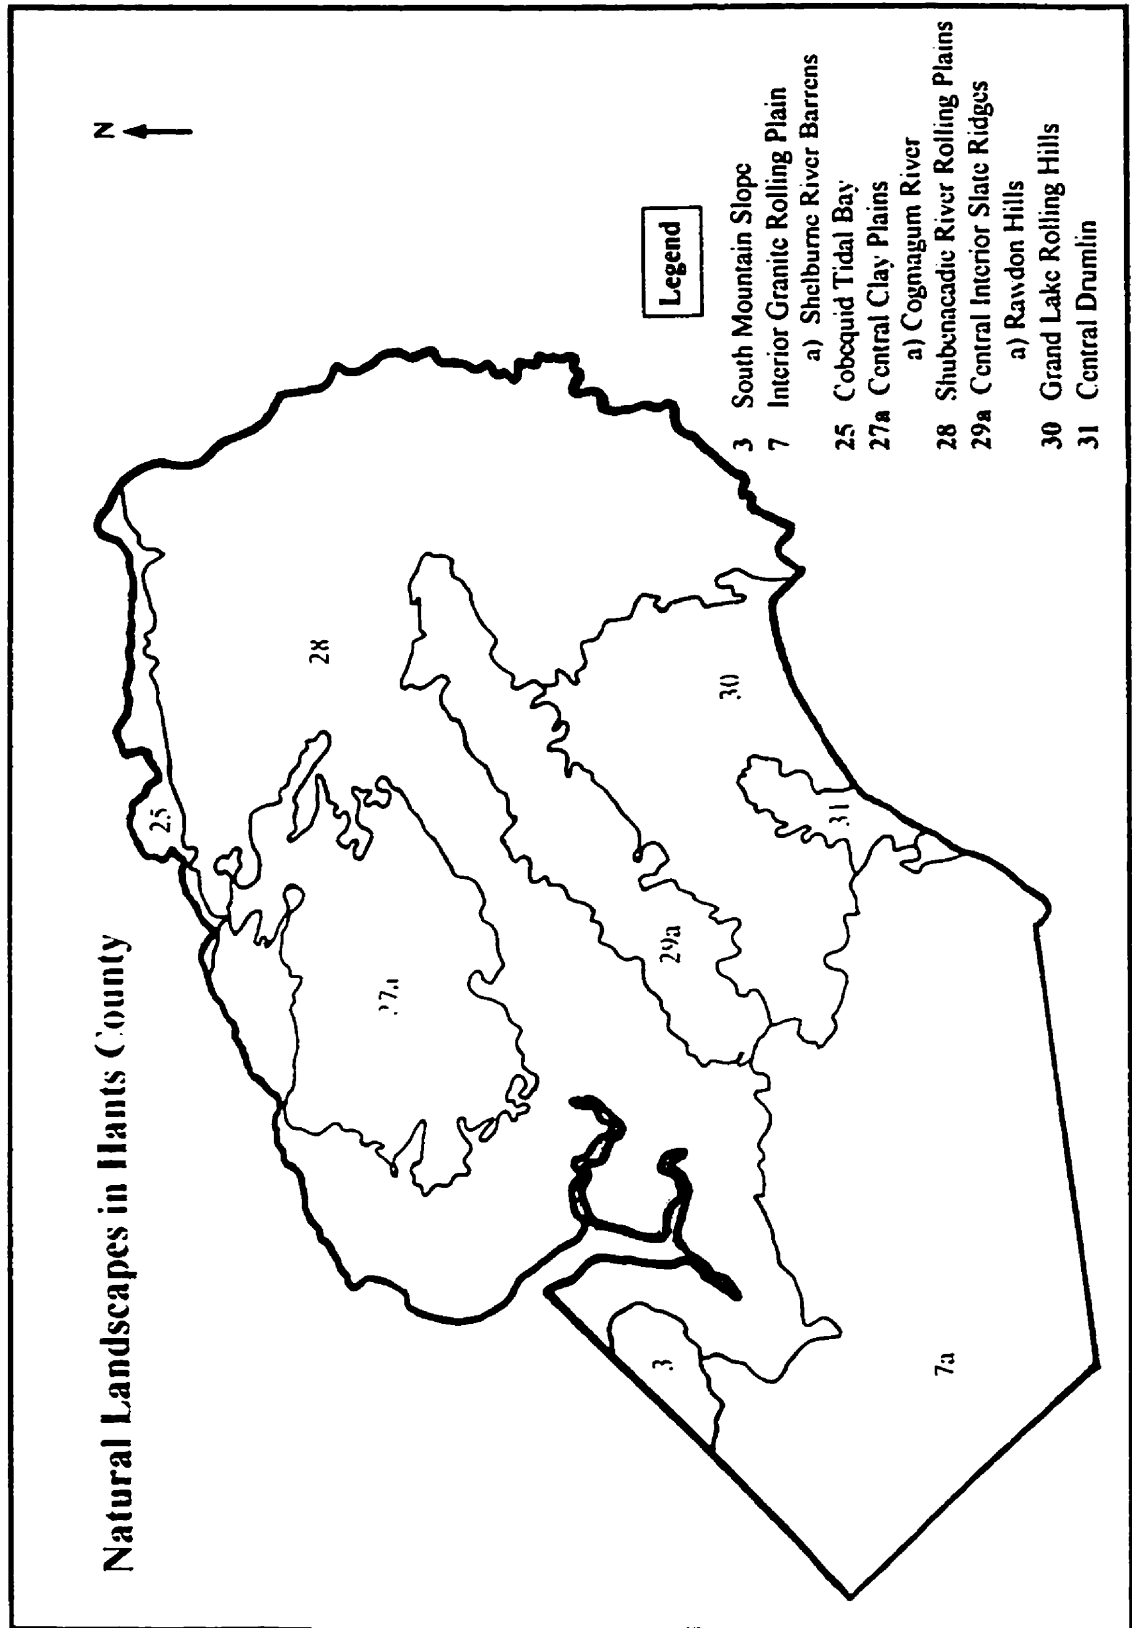 Natural Landscapes in Hants County
N
25
28
27a
29a
30
31
3
7a
Legend
3 South Mountain Slope
7 Interior Granite Rolling Plain
a) Shelburne River Barrens
25 Cobequid Tidal Bay
27a Central Clay Plains
a) Cogmagum River
28 Shubenacadie River Rolling Plains
29a Central Interior Slate Ridges
a) Rawdon Hills
30 Grand Lake Rolling Hills
31 Central Drumlin